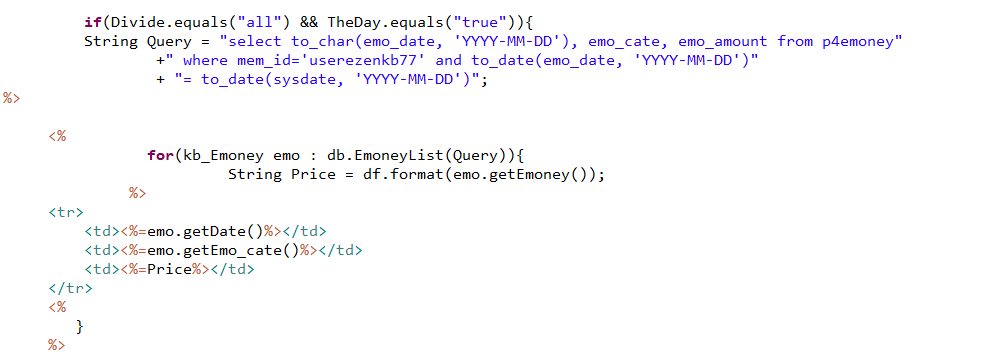 if(Divide.equals("all") && TheDay.equals("true")){
String Query = "select to_char(emo_date, 'YYYY-MM-DD'), emo_cate, emo_amount from p4emoney"
+" where mem_id='userezenkb77' and to_date(emo_date, 'YYYY-MM-DD')"
+ "= to_date(sysdate, 'YYYY-MM-DD')";
%>
<%
for(kb_Emoney emo : db.EmoneyList(Query)){
String Price = df.format(emo.getEmoney());
%>
<tr>
<td><%=emo.getDate()%></td>
<td><%=emo.getEmo_cate()%></td>
<td><%=Price%></td>
</tr>
<%
}
%>